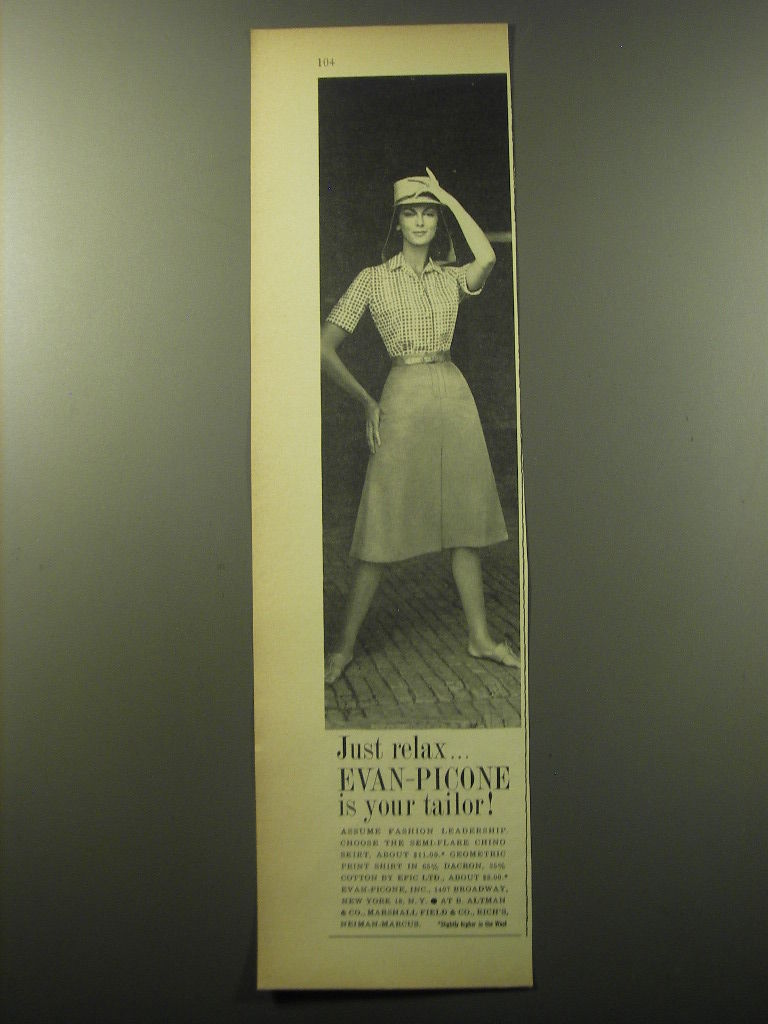 104
Just relax...
EVAN-PICONE
is your tailor!
ASSUME FASHION LEADERSHIP.
CHOOSE THE SEMI-FLARE CHINO
SKIRT, ABOUT $11.00.* GEOMETRIC
PRINT SHIRT IN 65% DACRON, 35%
COTTON BY EPIC LTD., ABOUT $8.00.*
EVAN-PICONE, INC., 1407 BROADWAY,
NEW YORK 18, N. Y. ● AT B. ALTMAN
& CO., MARSHALL FIELD & CO., RICH'S,
NEIMAN-MARCUS. *Slightly higher in the West